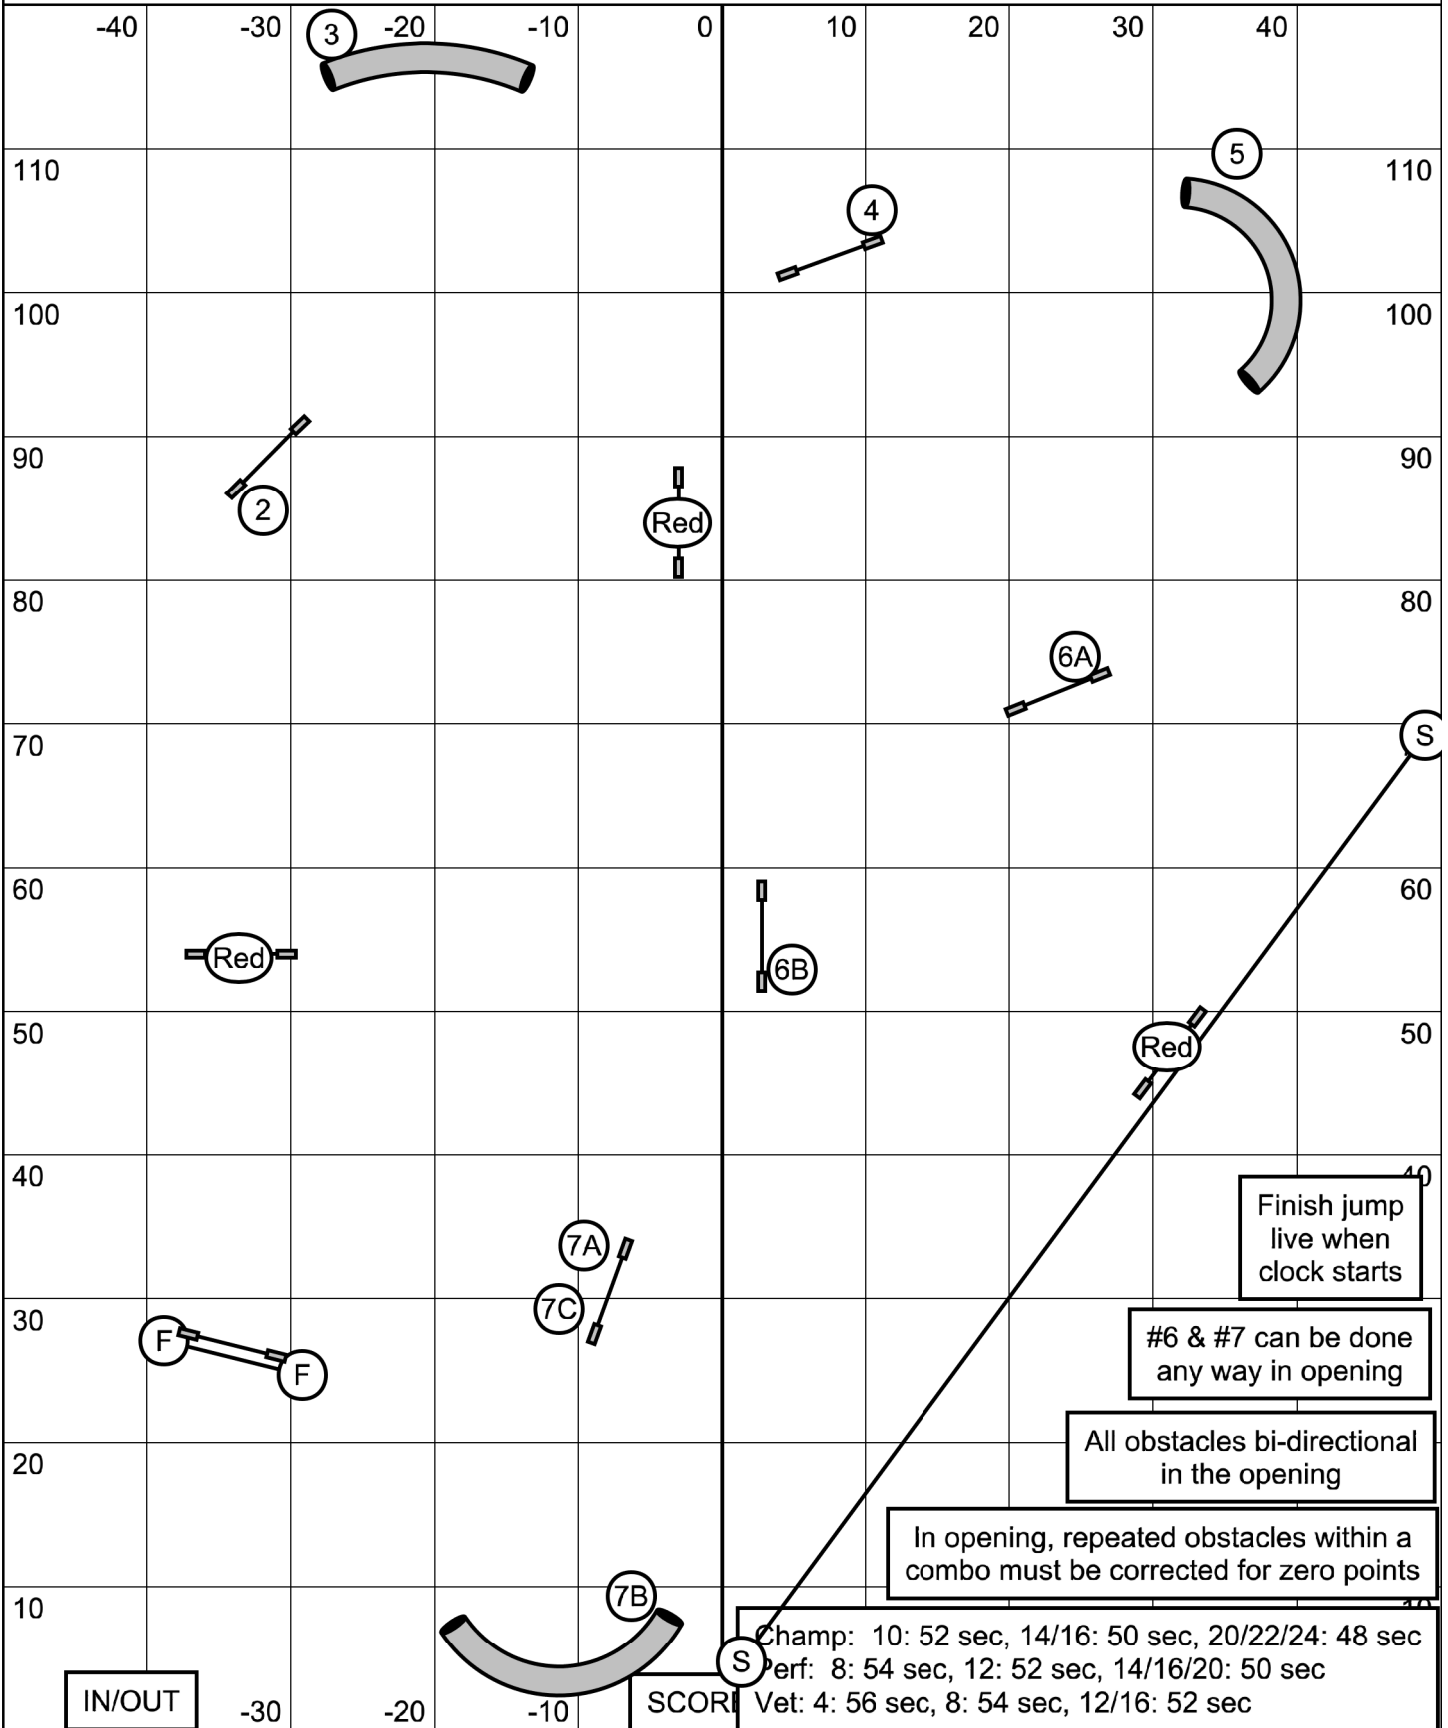 -40 -30 -20 -10 0 10 20 30 40
3
5
110 110
4
100 100
90 90
2
Red
80 80
6A
70
S
60 60
Red
6B
50 50
Red
40 40
Finish jump
live when
clock starts
7A
7C
30
F
F
#6 & #7 can be done
any way in opening
All obstacles bi-directional
in the opening
20
In opening, repeated obstacles within a
combo must be corrected for zero points
10 10
7B
Champ: 10: 52 sec, 14/16: 50 sec, 20/22/24: 48 sec
S
Perf: 8: 54 sec, 12: 52 sec, 14/16/20: 50 sec
Vet: 4: 56 sec, 8: 54 sec, 12/16: 52 sec
IN/OUT
-30 -20 -10
SCOR